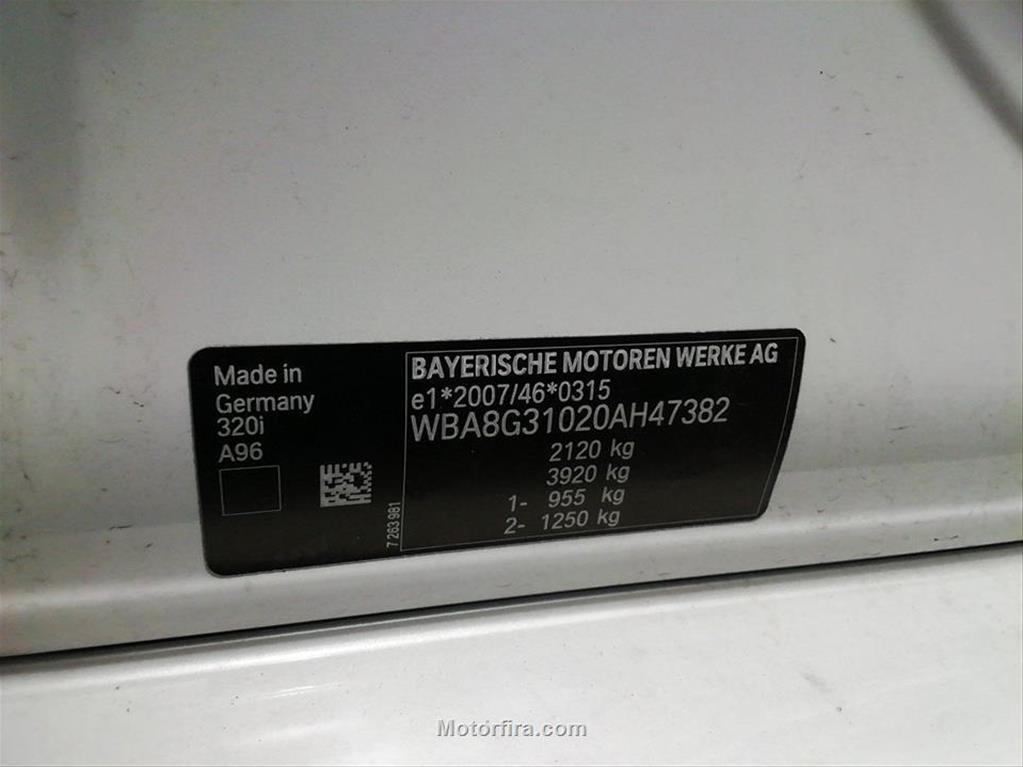 Made in
Germany
320i
A96
7 263 981
BAYERISCHE MOTOREN WERKE AG
e1*2007/46*0315
WBA8G31020AH47382
2120 kg
3920 kg
1- 955 kg
2- 1250 kg
Motorfira.com